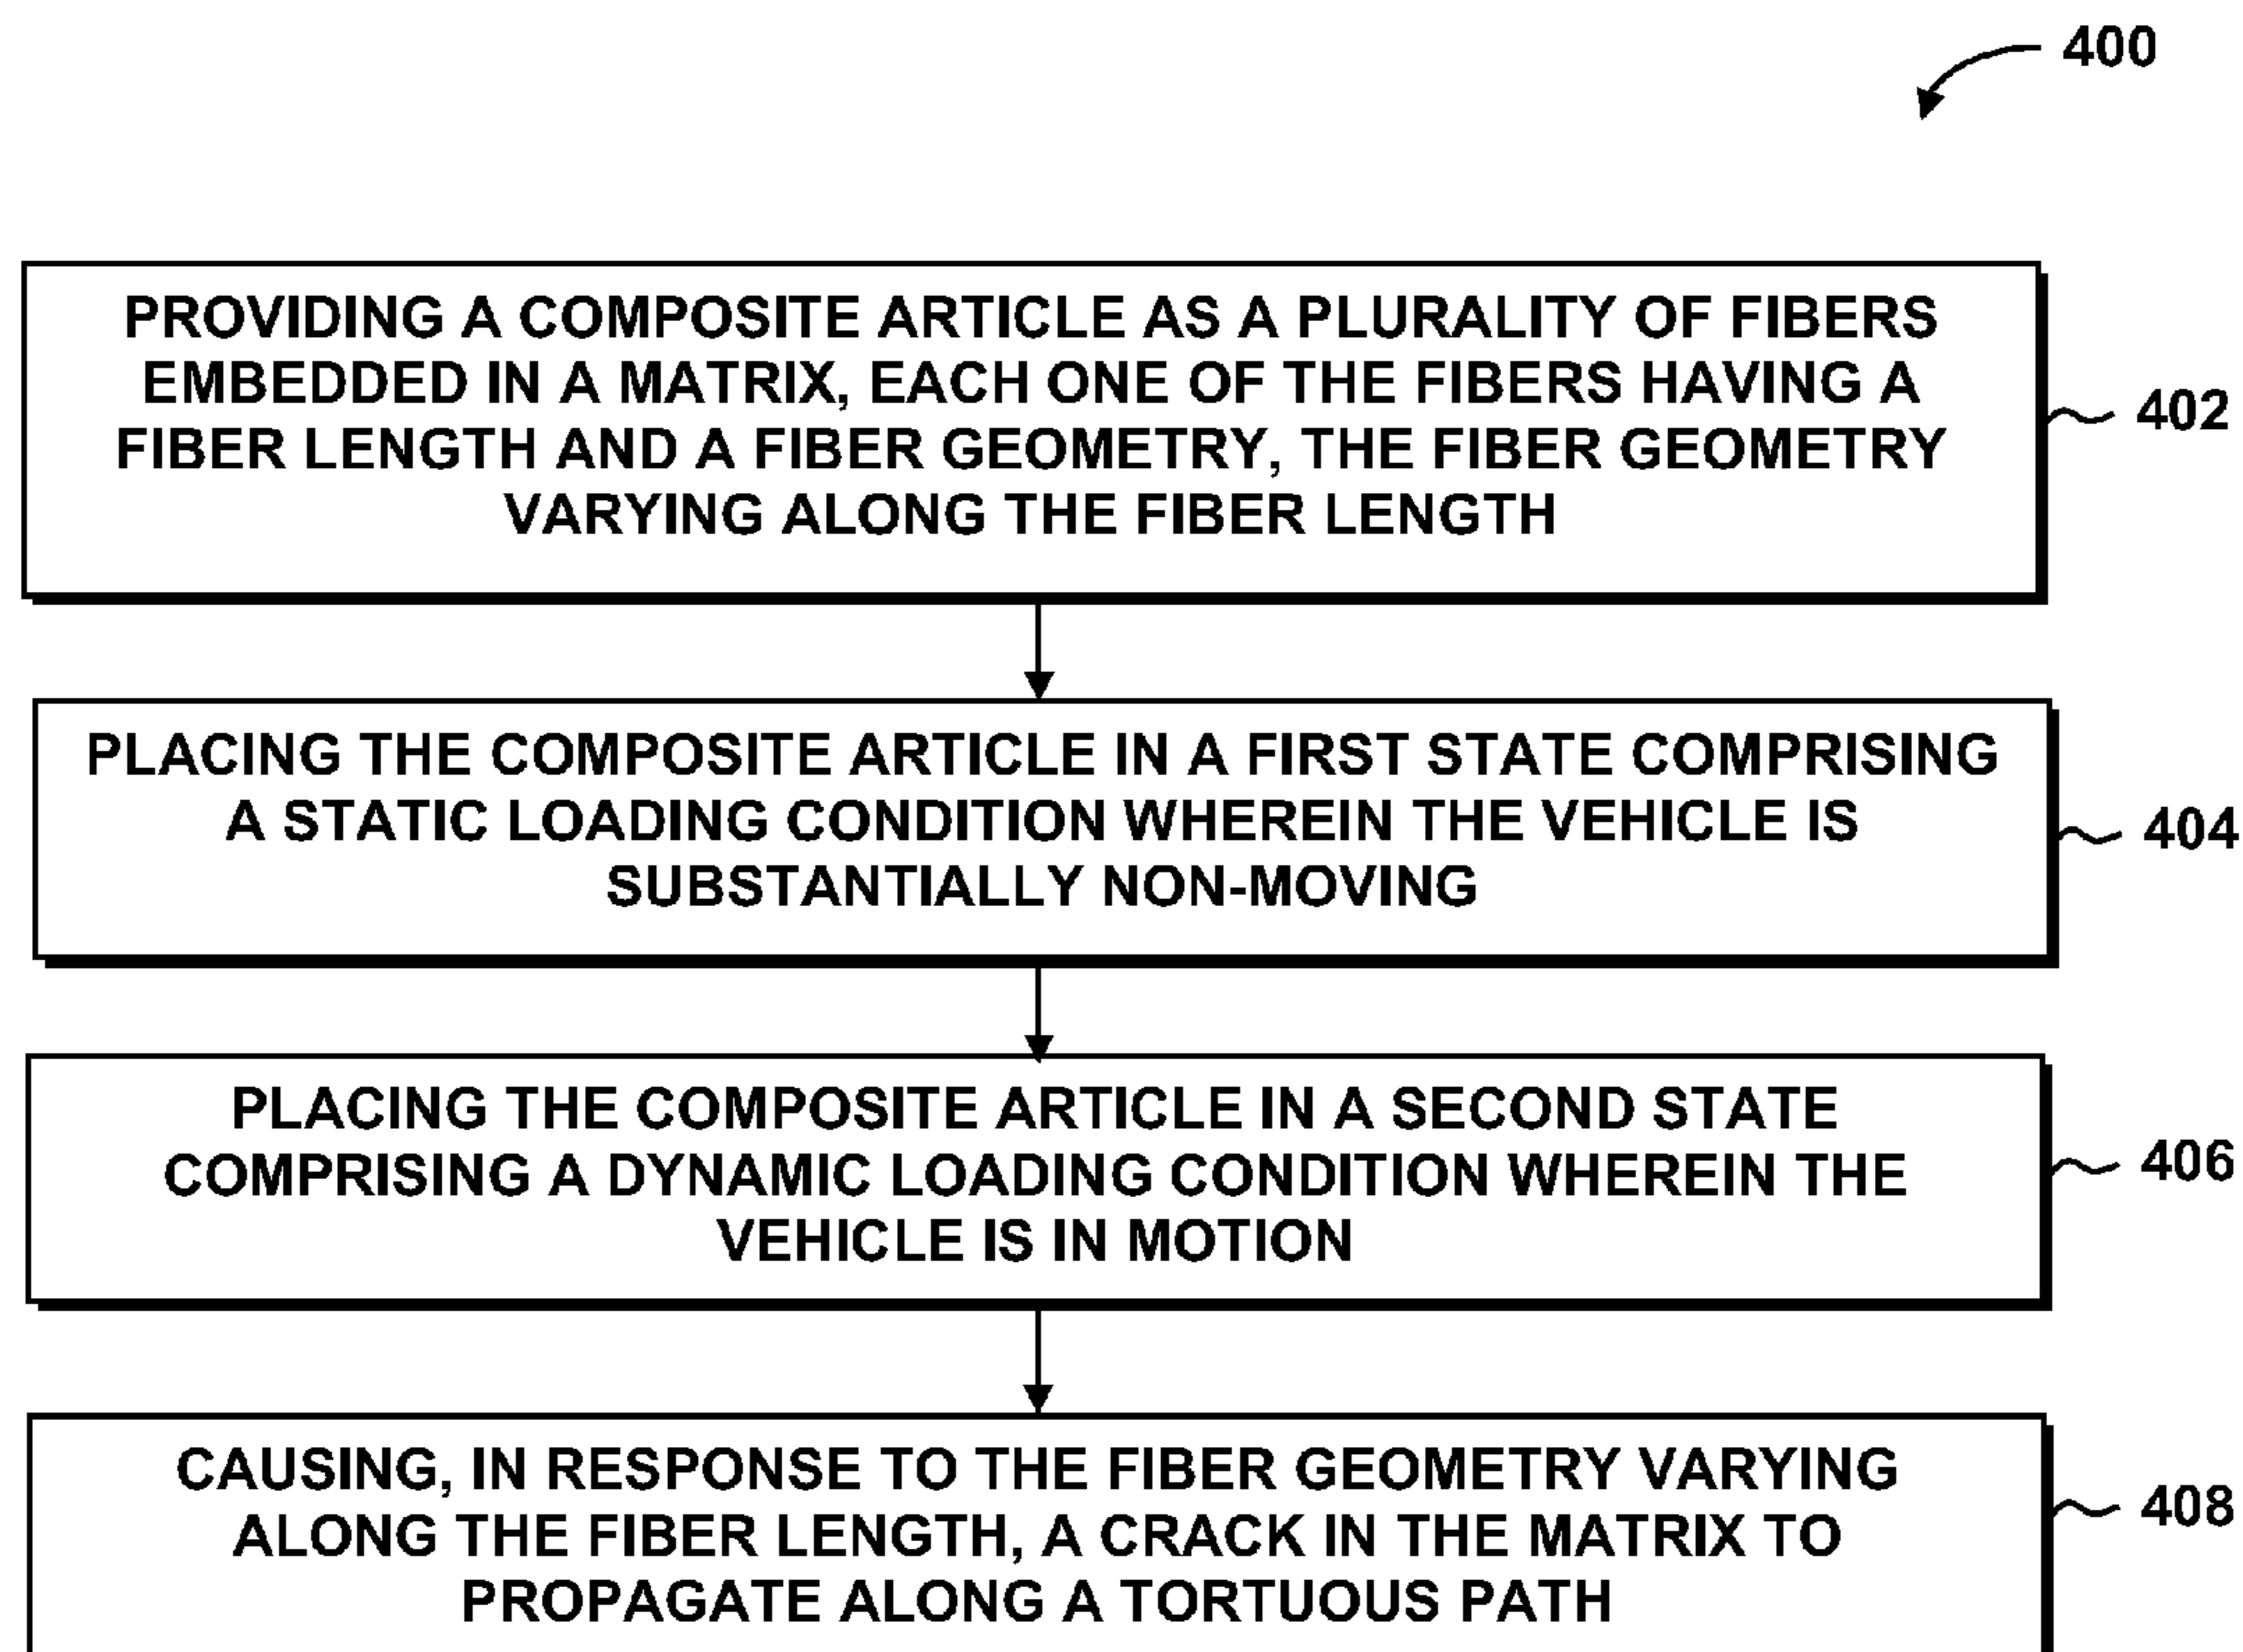 400
PROVIDING A COMPOSITE ARTICLE AS A PLURALITY OF FIBERS
EMBEDDED IN A MATRIX, EACH ONE OF THE FIBERS HAVING A
FIBER LENGTH AND A FIBER GEOMETRY, THE FIBER GEOMETRY
VARYING ALONG THE FIBER LENGTH
402
PLACING THE COMPOSITE ARTICLE IN A FIRST STATE COMPRISING
A STATIC LOADING CONDITION WHEREIN THE VEHICLE IS
SUBSTANTIALLY NON-MOVING
404
PLACING THE COMPOSITE ARTICLE IN A SECOND STATE
COMPRISING A DYNAMIC LOADING CONDITION WHEREIN THE
VEHICLE IS IN MOTION
406
CAUSING, IN RESPONSE TO THE FIBER GEOMETRY VARYING
ALONG THE FIBER LENGTH, A CRACK IN THE MATRIX TO
PROPAGATE ALONG A TORTUOUS PATH
408